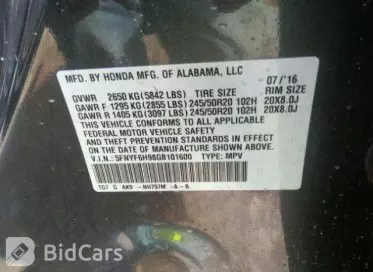 MFD. BY HONDA MFG. OF ALABAMA, LLC 07/'16
GVWR 2650 KG (5842 LBS) TIRE SIZE RIM SIZE
GAWR F 1295 KG (2855 LBS) 245/50R20 102H 20X8.0J
GAWR R 1405 KG (3097 LBS) 245/50R20 102H 20X8.0J
THIS VEHICLE CONFORMS TO ALL APPLICABLE
FEDERAL MOTOR VEHICLE SAFETY STANDARDS IN
EFFECT ON THE DATE OF MANUFACTURE SHOWN ABOVE.
V.I.N.: 5FNYF6H98GB101600 TYPE: MPV
TG7 G AK9 -NH797M -A-B
BidCars